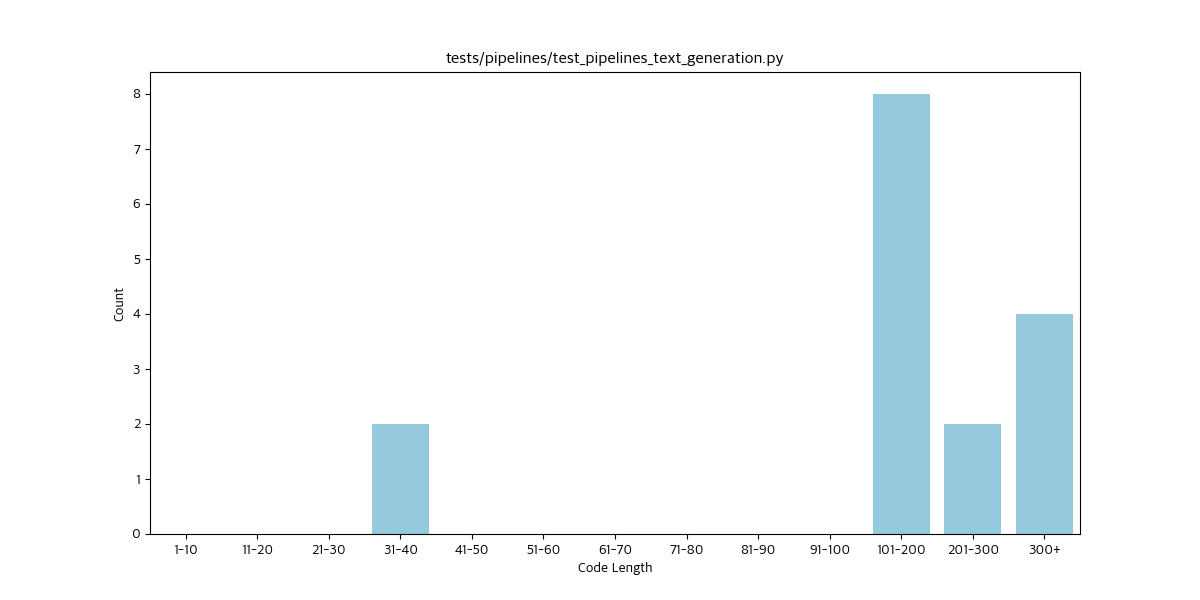 tests/pipelines/test_pipelines_text_generation.py
8
7
6
5
4
3
2
1
0
Count
1-10 11-20 21-30 31-40 41-50 51-60 61-70 71-80 81-90 91-100 101-200 201-300 300+
Code Length